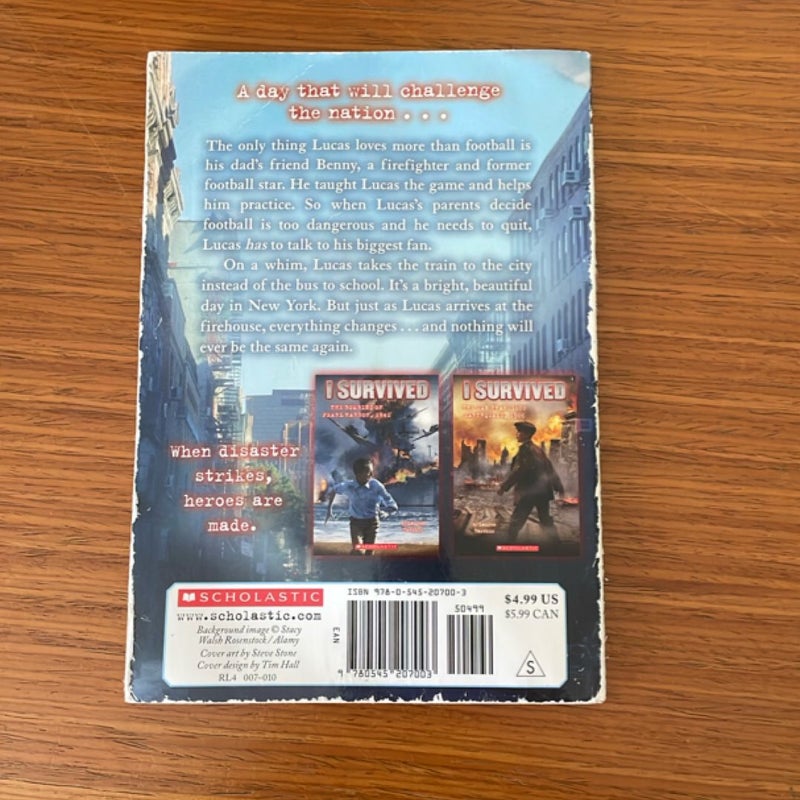 A day that will challenge
the nation . . .
The only thing Lucas loves more than football is
his dad's friend Benny, a firefighter and former
football star. He taught Lucas the game and helps
him practice. So when Lucas's parents decide
football is too dangerous and he needs to quit,
Lucas has to talk to his biggest fan.
On a whim, Lucas takes the train to the city
instead of the bus to school. It's a bright, beautiful
day in New York. But just as Lucas arrives at the
firehouse, everything changes . . . and nothing will
ever be the same again.
I SURVIVED
THE BOMBING OF
PEARL HARBOR, 1941
SCHOLASTIC
I SURVIVED
SCHOLASTIC
When disaster
strikes,
heroes are
made.
SCHOLASTIC
www.scholastic.com
Background image © Stacy
Walsh Rosenstock/Alamy
Cover art by Steve Stone
Cover design by Tim Hall
RL4 007-010
ISBN 978-0-545-20700-3
50499
EAN
9 780545 207003
$4.99 US
$5.99 CAN
S